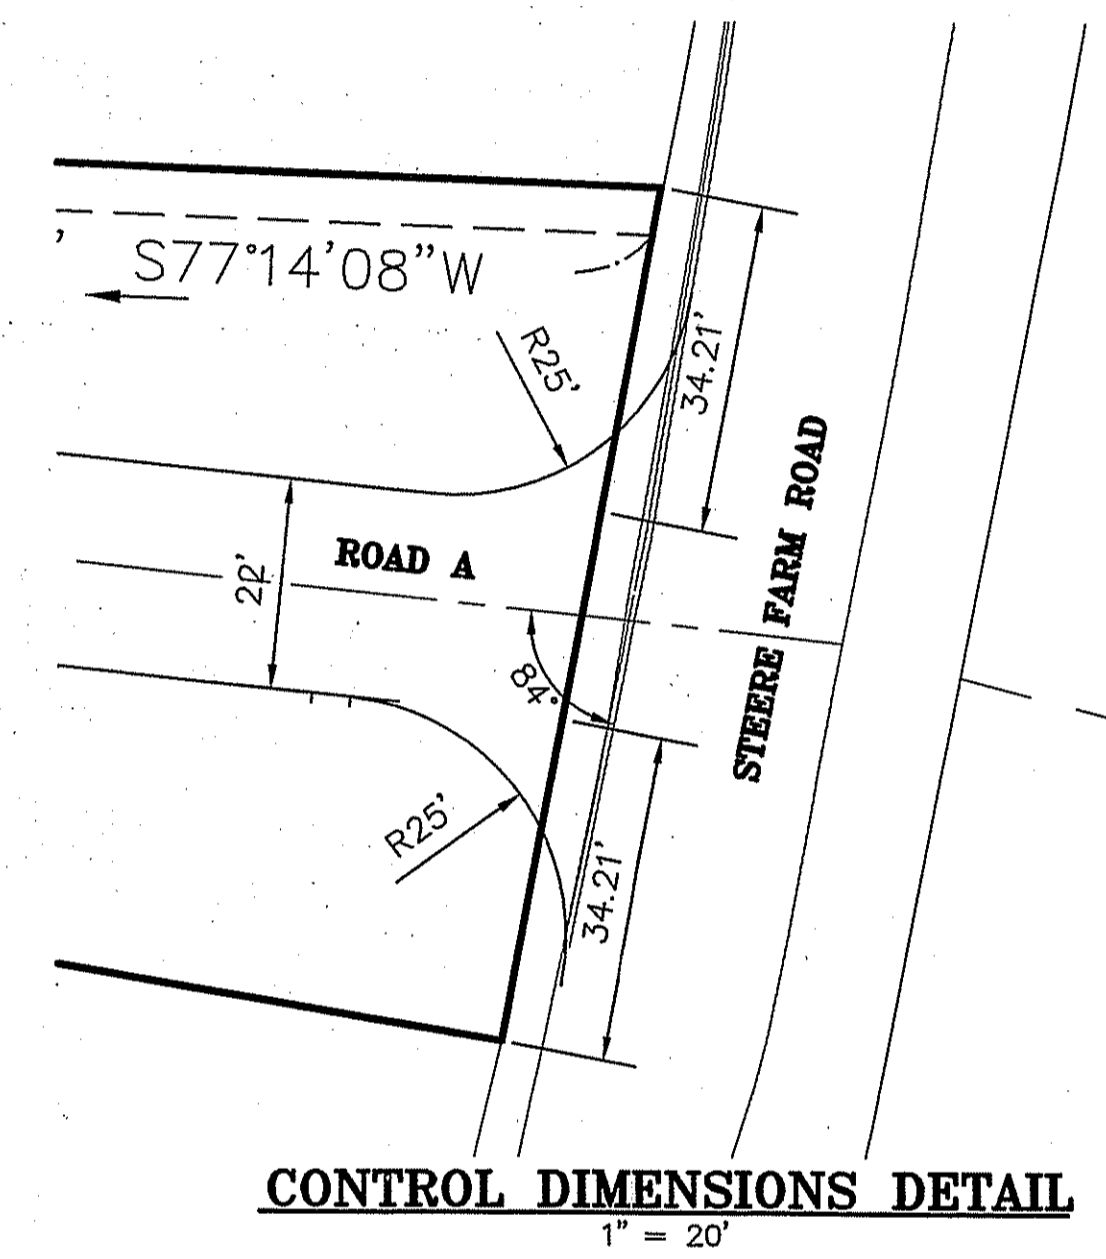 S77°14'08"W
R25'
34.21'
ROAD A
22'
STEERE FARM ROAD
84°
R25'
34.21'
CONTROL DIMENSIONS DETAIL
1" = 20'